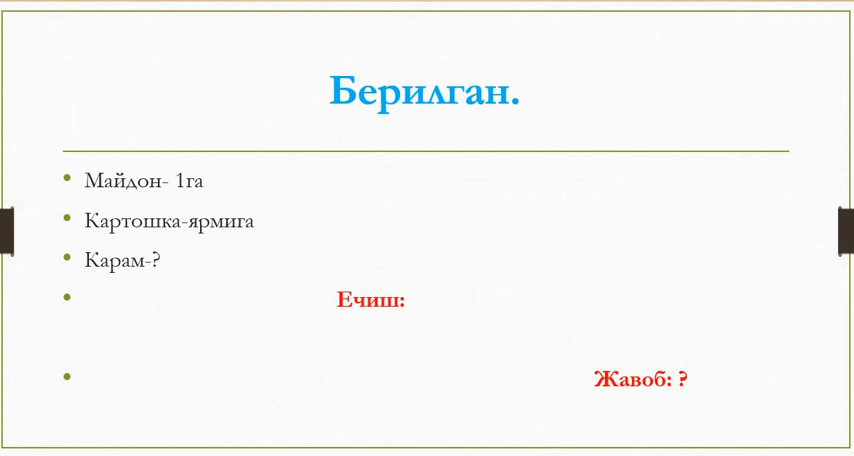 Берилган.
Майдон- 1га
Картошка-ярмига
Карам-?
Ечиш:
Жавоб: ?